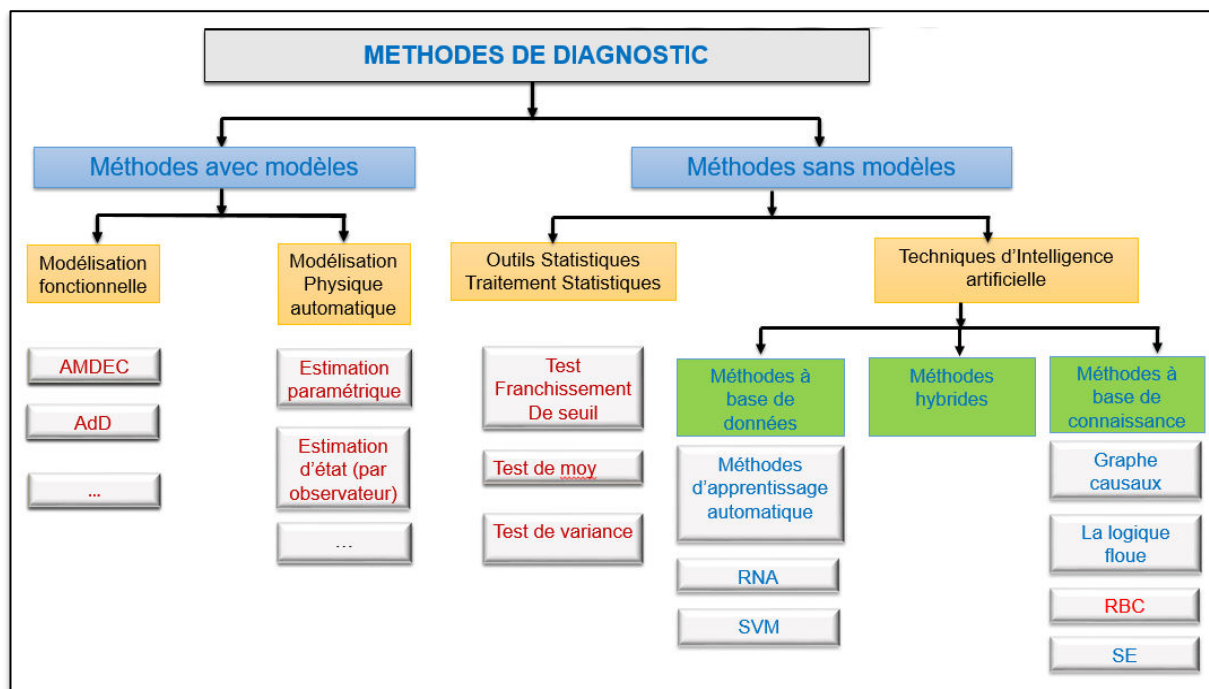 METHODES DE DIAGNOSTIC
Méthodes avec modèles
Méthodes sans modèles
Modélisation
fonctionnelle
Modélisation
Physique
automatique
Outils Statistiques
Traitement Statistiques
Techniques d'Intelligence
artificielle
AMDEC
AdD
...
Estimation
paramétrique
Estimation
d'état (par
observateur)
...
Test
Franchissement
De seuil
Test de moy
Test de variance
Méthodes à
base de
données
Méthodes
hybrides
Méthodes à
base de
connaissance
Méthodes
d'apprentissage
automatique
RNA
SVM
Graphe
causaux
La logique
floue
RBC
SE